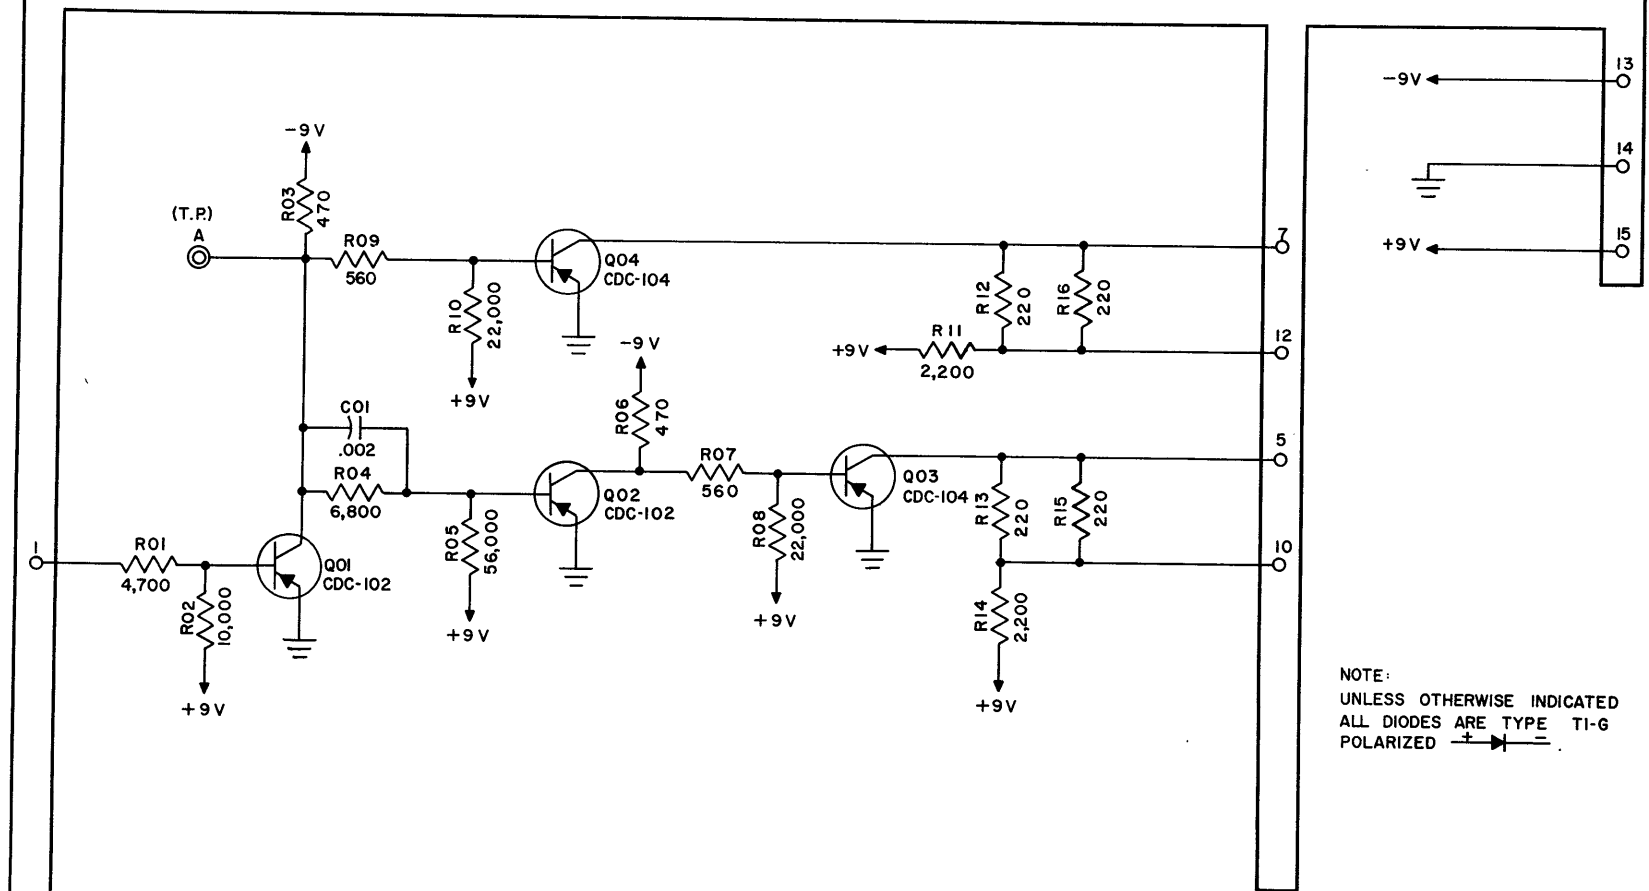 13
-9V
14
15
+9V
-9V
R03
470
(T.P.)
A
R09
560
Q04
CDC-104
R10
22,000
+9V
7
R12
220
R16
220
R11
+9V
2,200
12
-9V
R06
470
C01
.002
R04
6,800
Q02
CDC-102
R05
56,000
+9V
R07
560
Q03
CDC-104
R08
22,000
+9V
5
R13
220
R15
220
10
R14
2,200
+9V
1
R01
4,700
Q01
CDC-102
R02
10,000
+9V
NOTE:
UNLESS OTHERWISE INDICATED
ALL DIODES ARE TYPE T1-G
POLARIZED + -